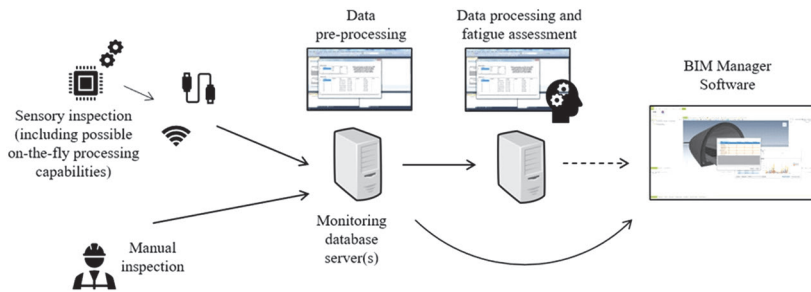 Data
pre-processing
Data processing and
fatigue assessment
BIM Manager
Software
Sensory inspection
(including possible
on-the-fly processing
capabilities)
Monitoring
database
server(s)
Manual
inspection